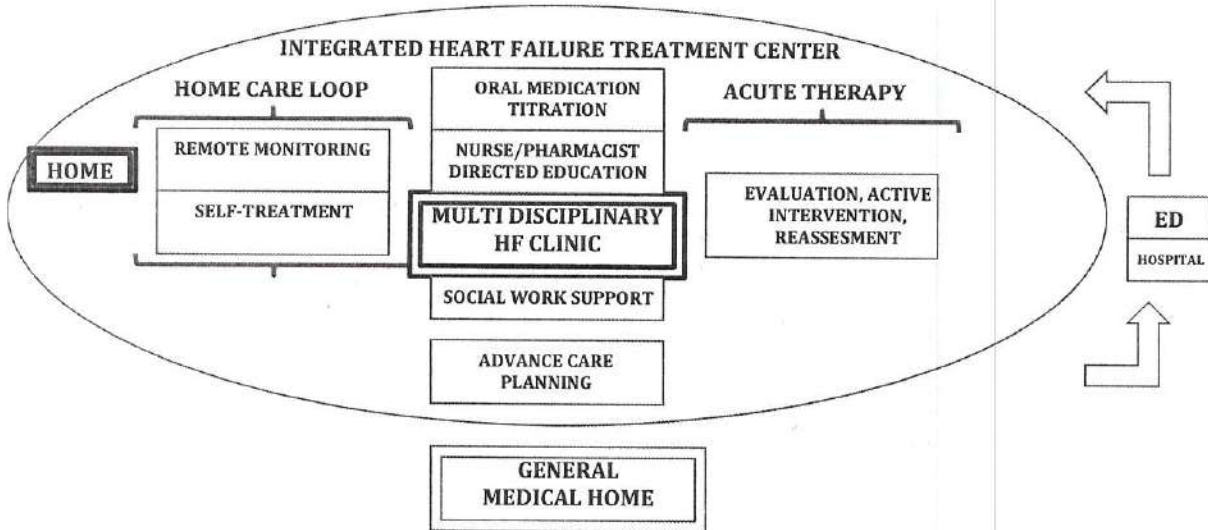 INTEGRATED HEART FAILURE TREATMENT CENTER
HOME CARE LOOP
ORAL MEDICATION
TITRATION
ACUTE THERAPY
HOME
REMOTE MONITORING
NURSE/PHARMACIST
DIRECTED EDUCATION
SELF-TREATMENT
MULTI DISCIPLINARY
HF CLINIC
EVALUATION, ACTIVE
INTERVENTION,
REASSESMENT
ED
HOSPITAL
SOCIAL WORK SUPPORT
ADVANCE CARE
PLANNING
GENERAL
MEDICAL HOME